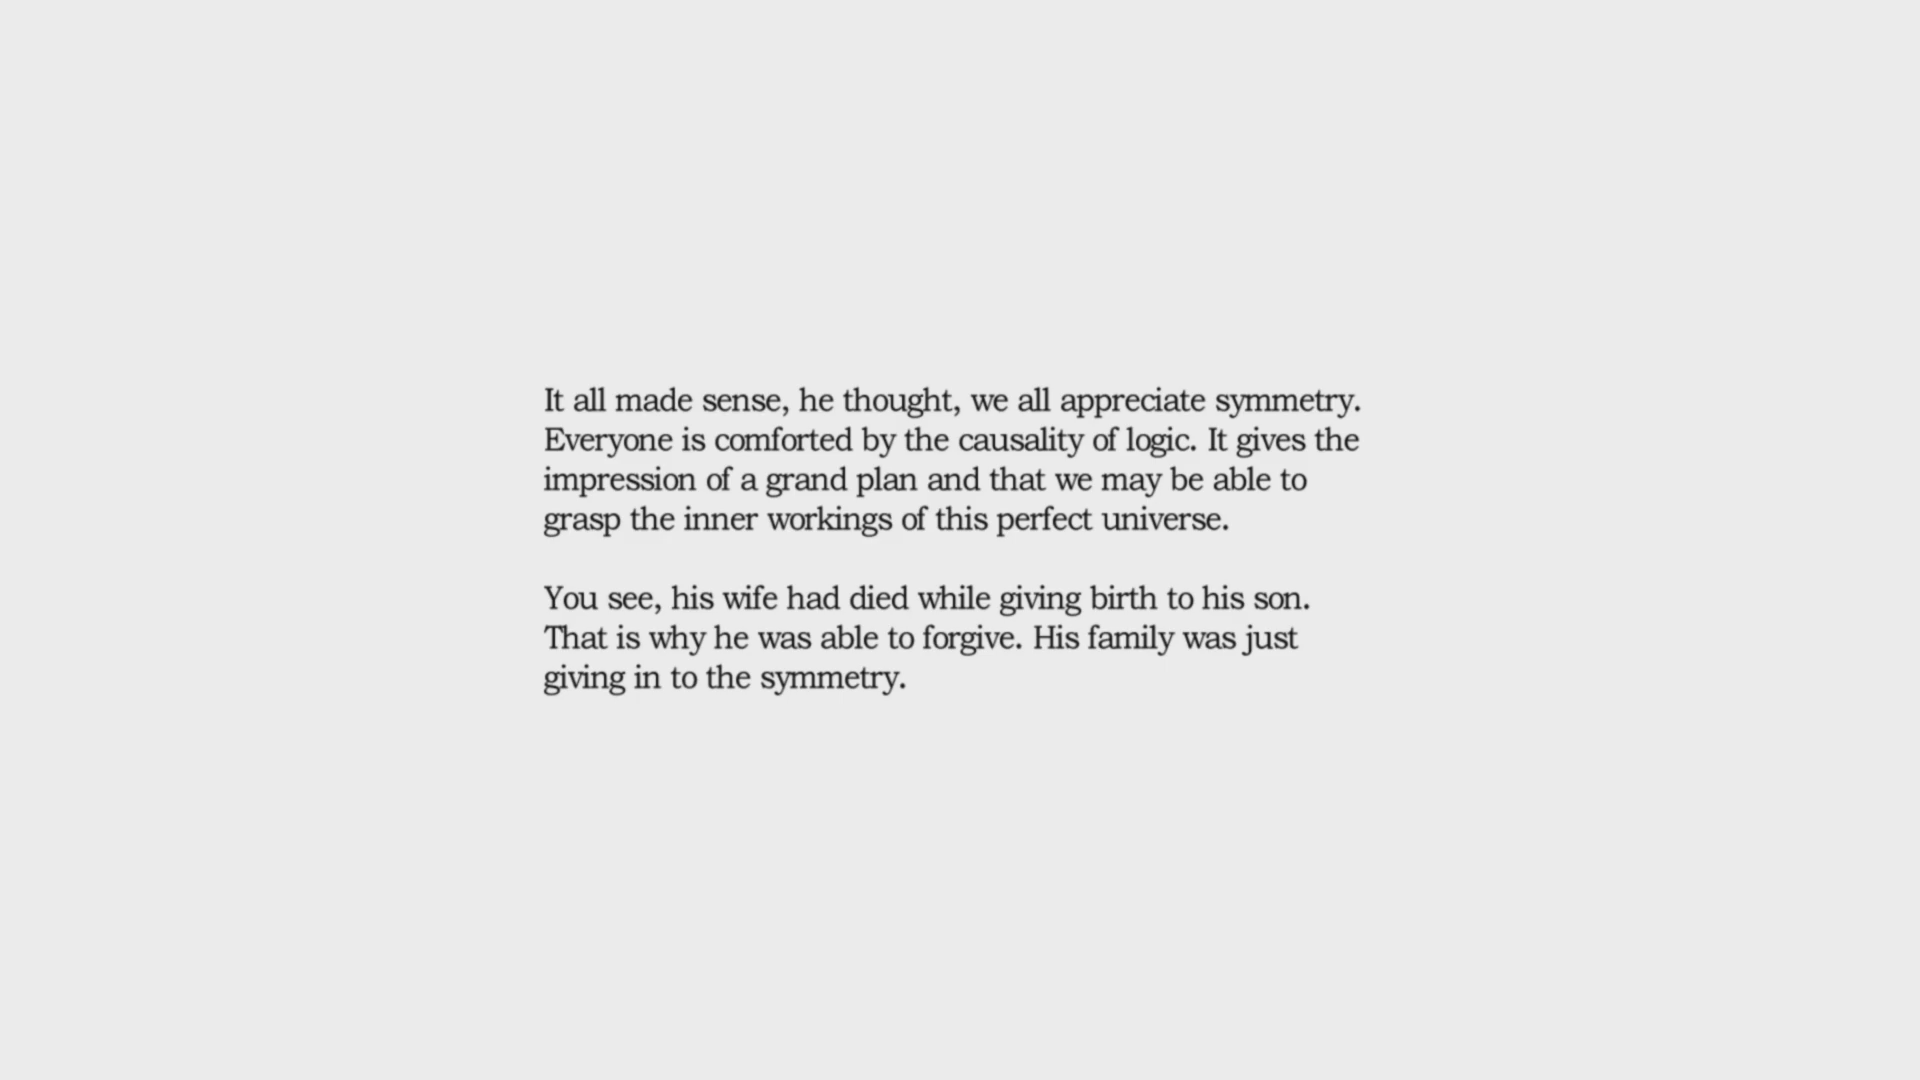 It all made sense, he thought, we all appreciate symmetry.
Everyone is comforted by the causality of logic. It gives the
impression of a grand plan and that we may be able to
grasp the inner workings of this perfect universe.
You see, his wife had died while giving birth to his son.
That is why he was able to forgive. His family was just
giving in to the symmetry.